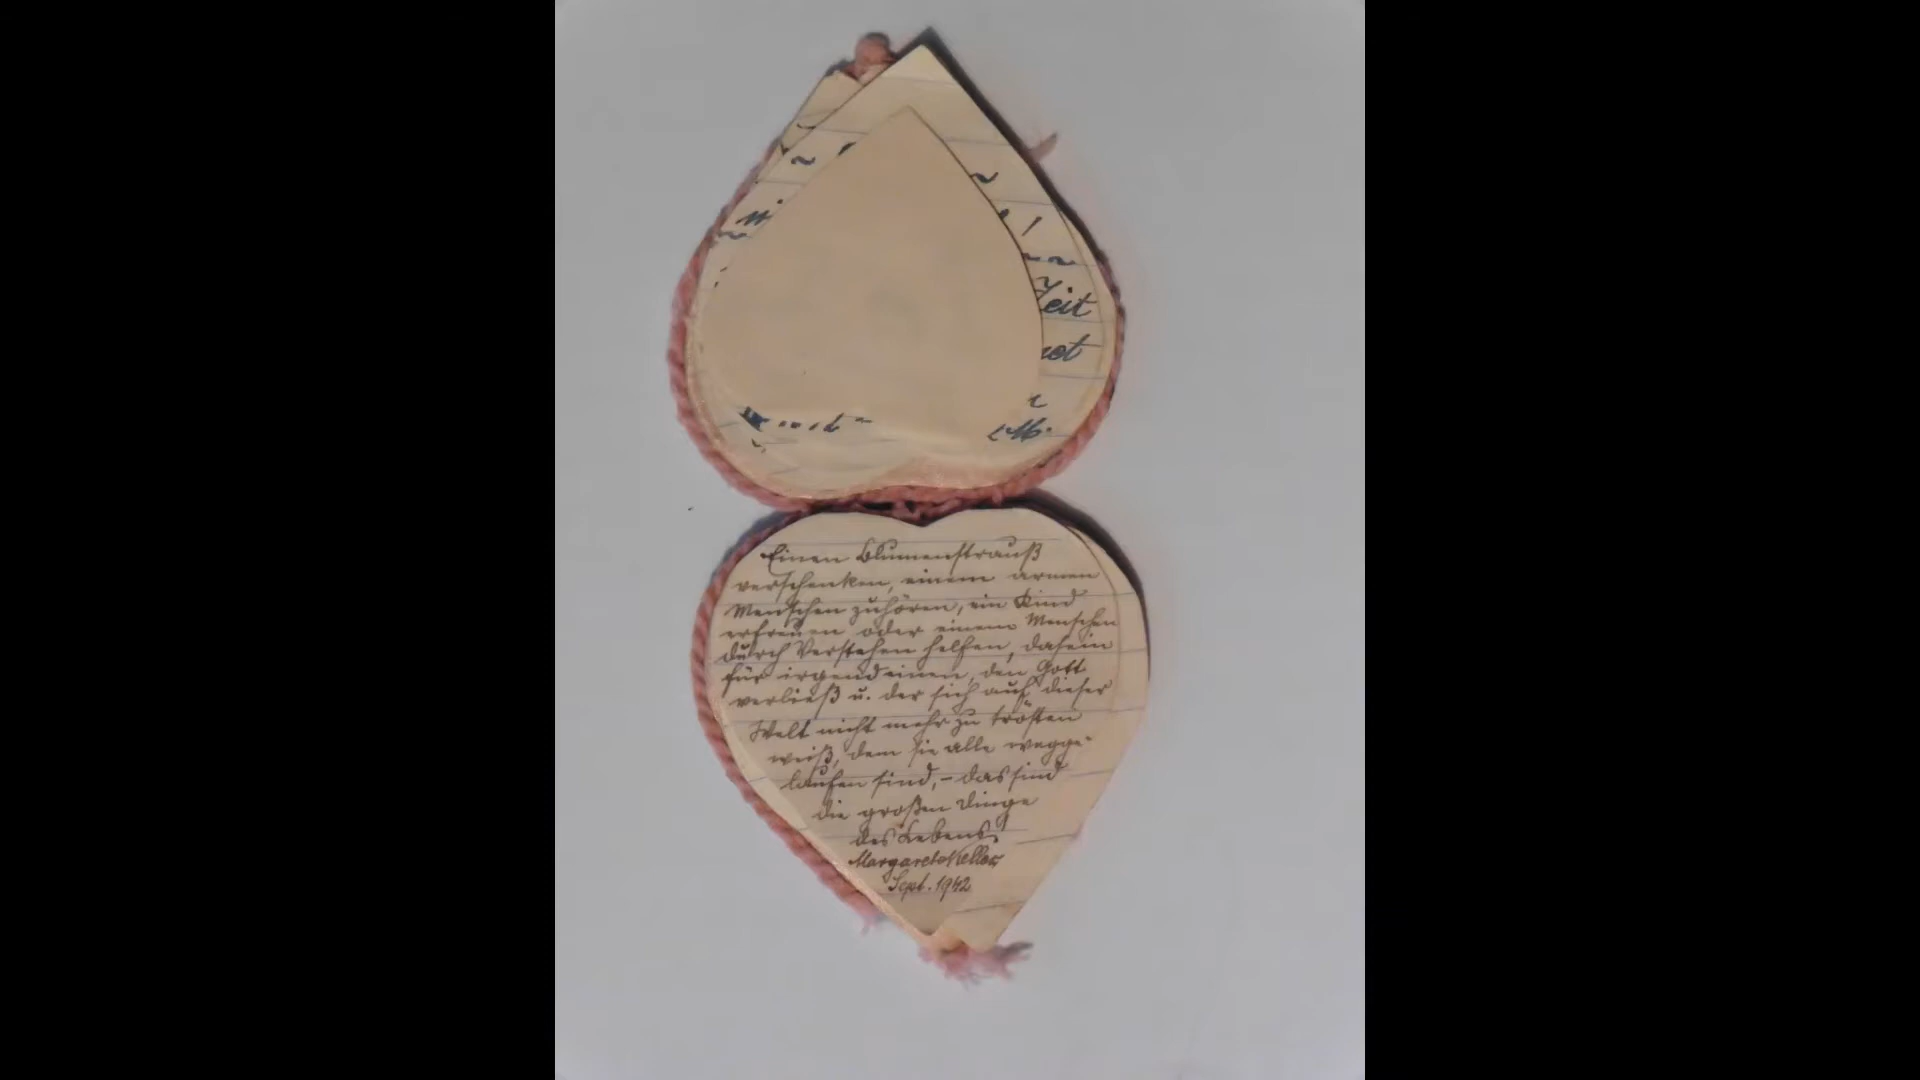 Zeit
Einen Blumenstrauß
verschenken, einem armen
Menschen zuhören, ein Kind
erfreuen oder einem Menschen
durch Verstehen helfen, dasein
für irgendeinen, den Gott
verließ u. der sich auf dieser
Welt nicht mehr zu trösten
weiß, dem sie alle wegge-
laufen sind, – das sind
die großen Dinge
des Lebens!
Margarete Keller
Sept. 1942